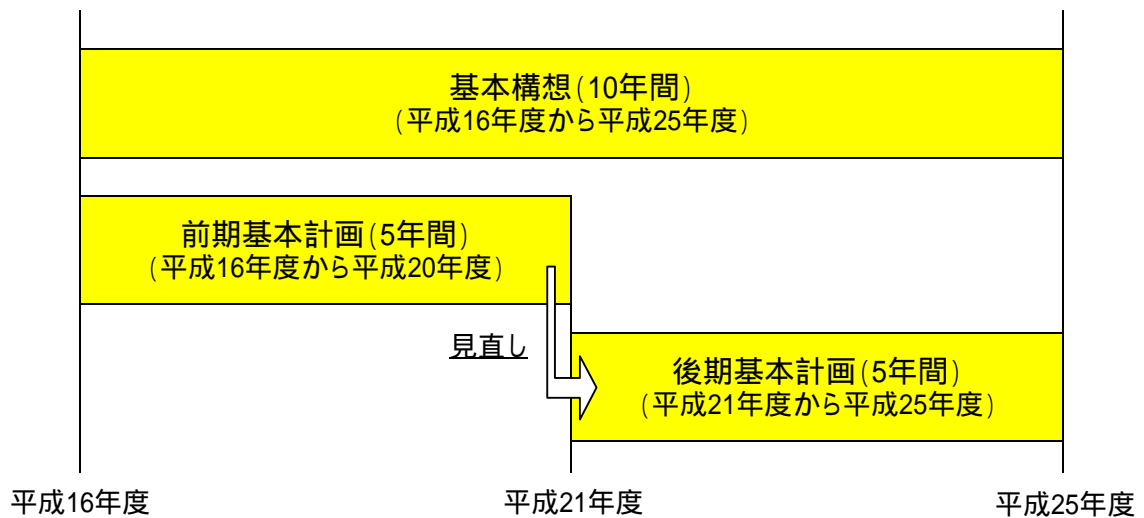 基本構想(10年間)
(平成16年度から平成25年度)
前期基本計画(5年間)
(平成16年度から平成20年度)
見直し
後期基本計画(5年間)
(平成21年度から平成25年度)
平成16年度
平成21年度
平成25年度